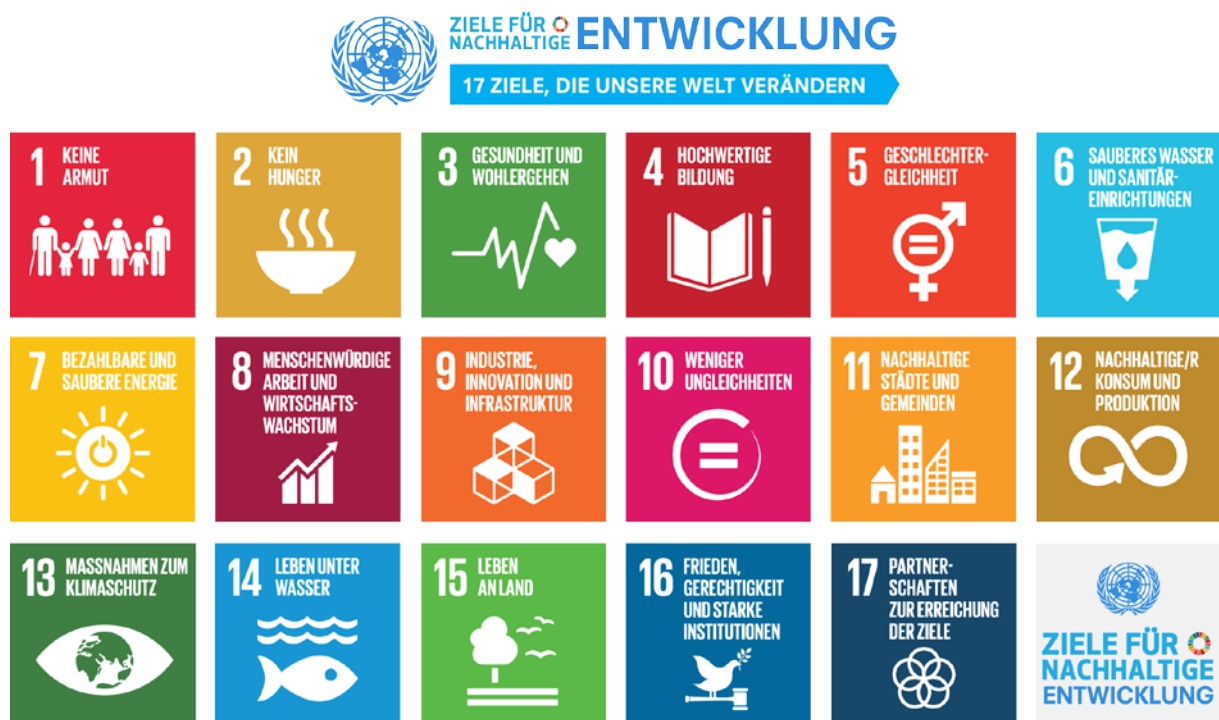 ZIELE FÜR
NACHHALTIGE
ENTWICKLUNG
17 ZIELE, DIE UNSERE WELT VERÄNDERN
1 KEINE
ARMUT
2 KEIN
HUNGER
3 GESUNDHEIT UND
WOHLERGEHEN
4 HOCHWERTIGE
BILDUNG
5 GESCHLECHTER-
GLEICHHEIT
6 SAUBERES WASSER
UND SANITÄR-
EINRICHTUNGEN
7 BEZAHLBARE UND
SAUBERE ENERGIE
8 MENSCHENWÜRDIGE
ARBEIT UND
WIRTSCHAFTS-
WACHSTUM
9 INDUSTRIE,
INNOVATION UND
INFRASTRUKTUR
10 WENIGER
UNGLEICHHEITEN
11 NACHHALTIGE
STÄDTE UND
GEMEINDEN
12 NACHHALTIGE/R
KONSUM UND
PRODUKTION
13 MASSNAHMEN ZUM
KLIMASCHUTZ
14 LEBEN UNTER
WASSER
15 LEBEN
AN LAND
16 FRIEDEN,
GERECHTIGKEIT
UND STARKE
INSTITUTIONEN
17 PARTNER-
SCHAFTEN
ZUR ERREICHUNG
DER ZIELE
ZIELE FÜR
NACHHALTIGE
ENTWICKLUNG